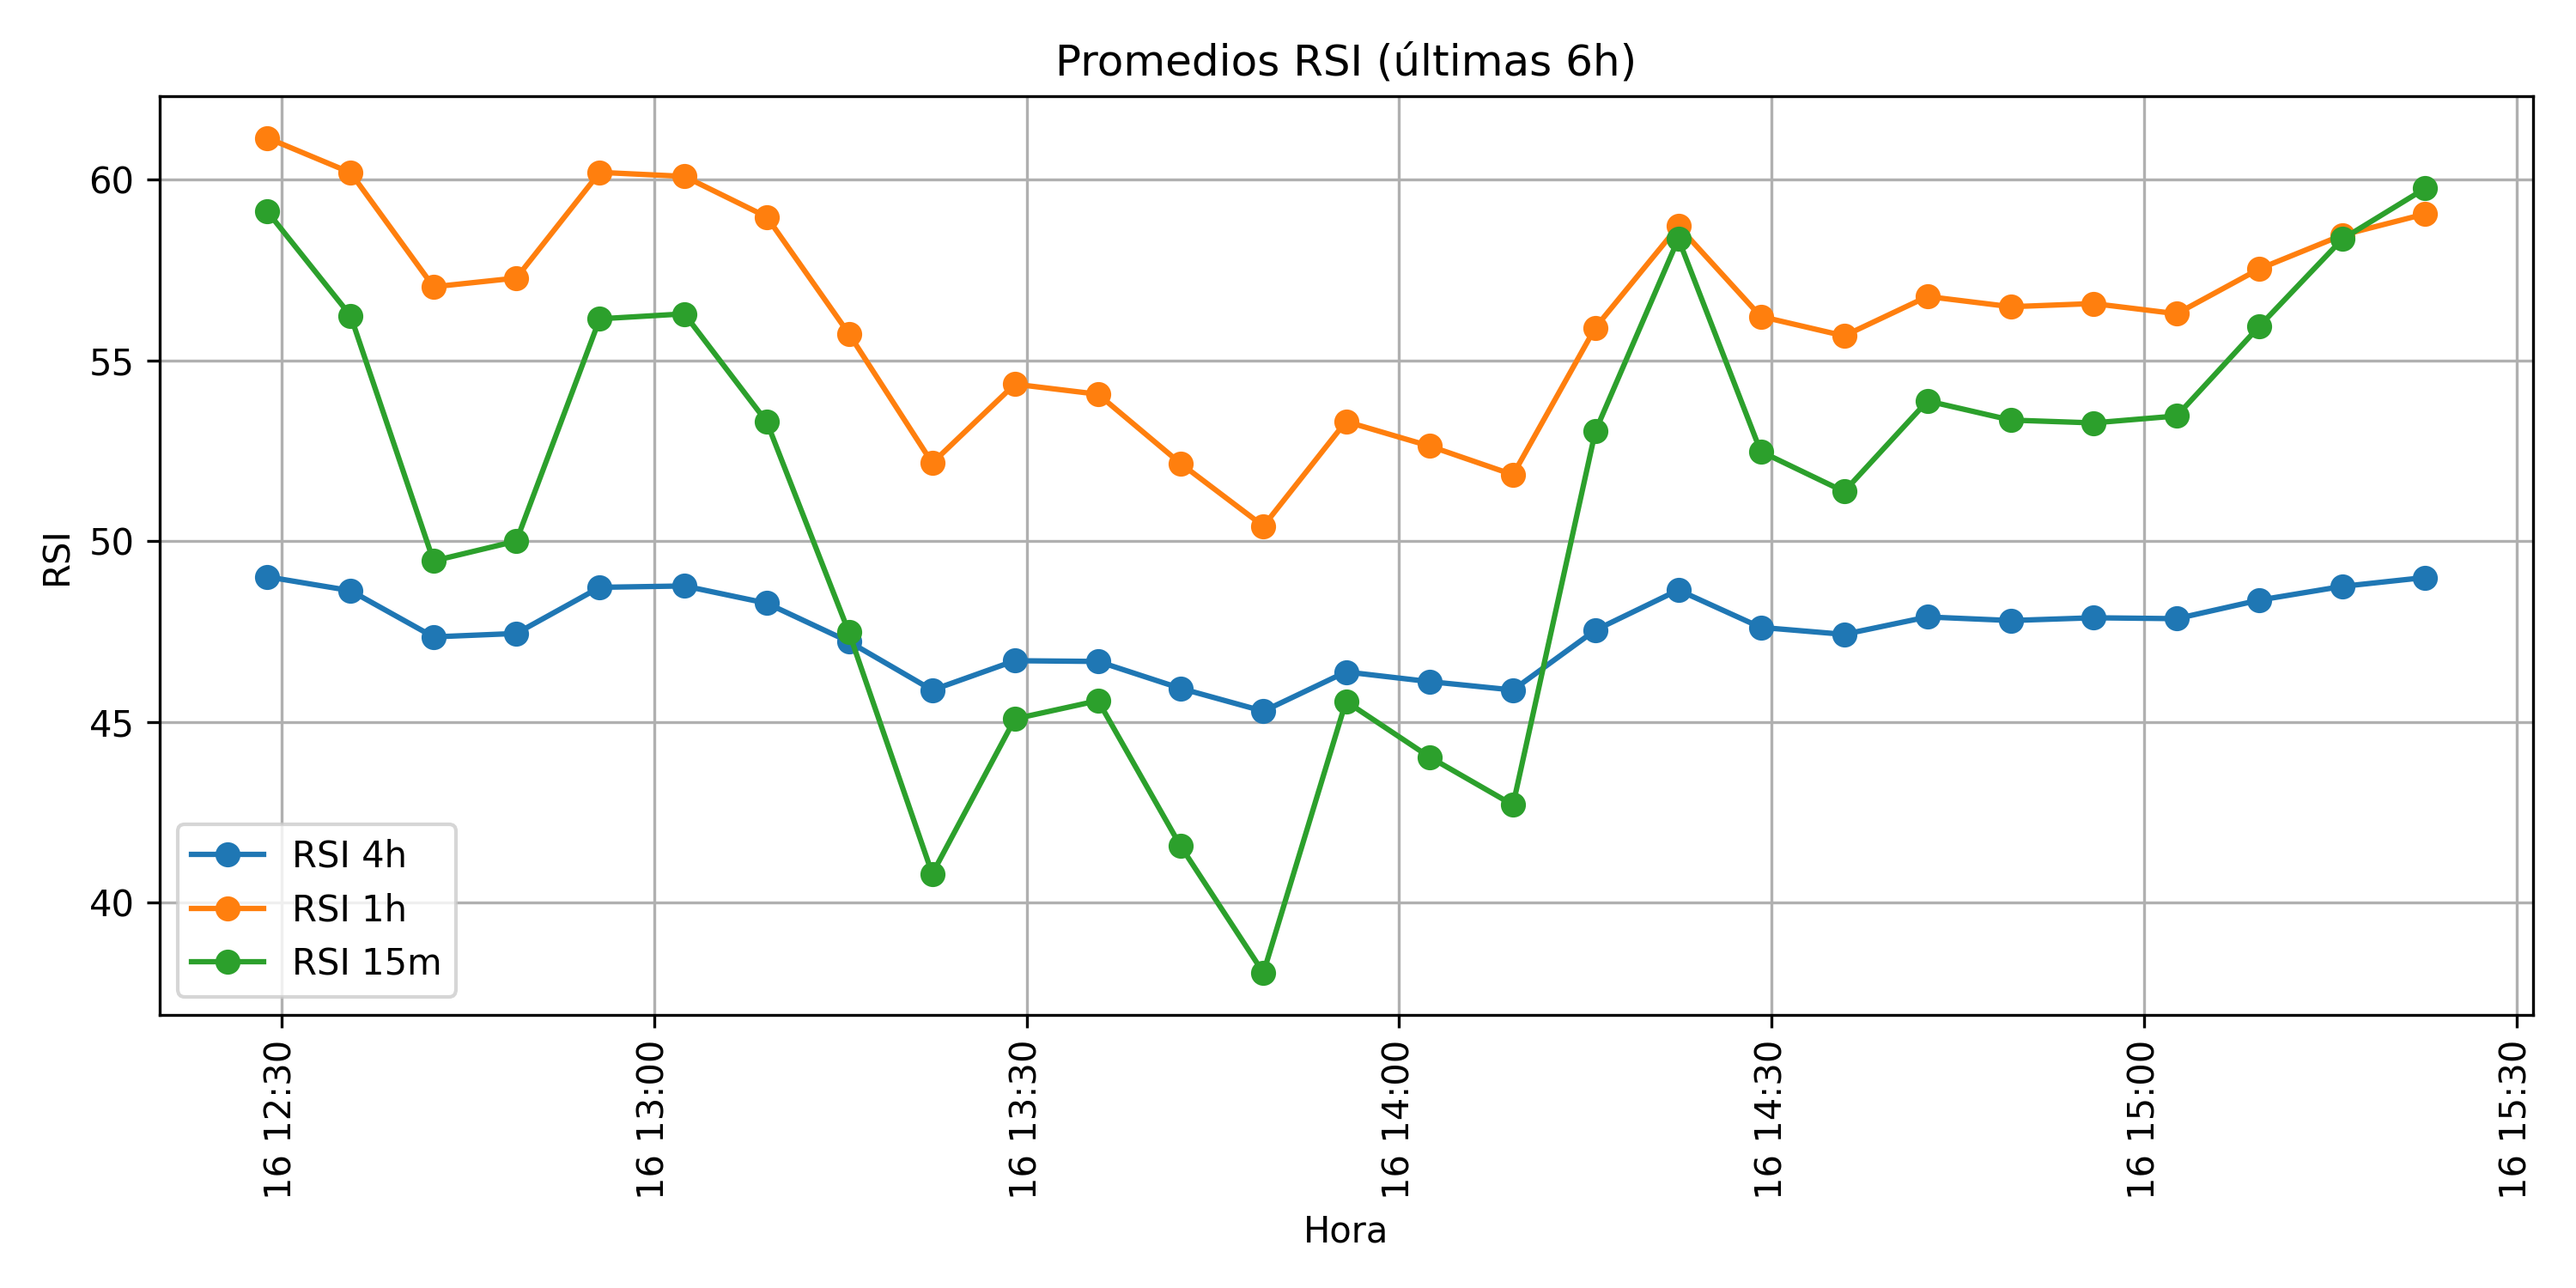 Promedios RSI (últimas 6h)
RSI
60
55
50
45
40
RSI 4h
RSI 1h
RSI 15m
16 12:30
16 13:00
16 13:30
16 14:00
16 14:30
16 15:00
16 15:30
Hora